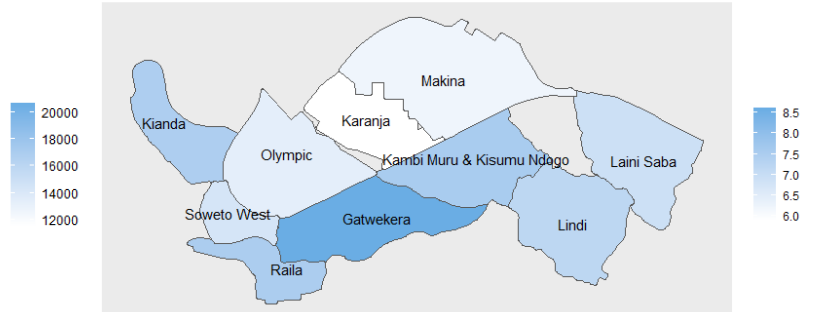 20000
18000
16000
14000
12000
Makina
Karanja
Kianda
Olympic
Kambi Muru & Kisumu Ndogo
Laini Saba
Soweto West
Gatwekera
Lindi
Raila
8.5
8.0
7.5
7.0
6.5
6.0